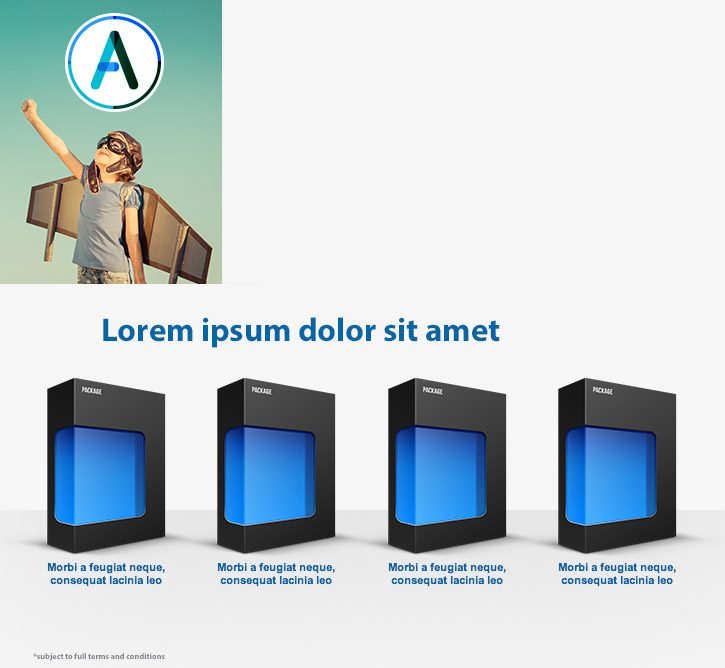 A
Lorem ipsum dolor sit amet
PACKAGE
PACKAGE
PACKAGE
PACKAGE
Morbi a feugiat neque,
consequat lacinia leo
Morbi a feugiat neque,
consequat lacinia leo
Morbi a feugiat neque,
consequat lacinia leo
Morbi a feugiat neque,
consequat lacinia leo
*subject to full terms and conditions